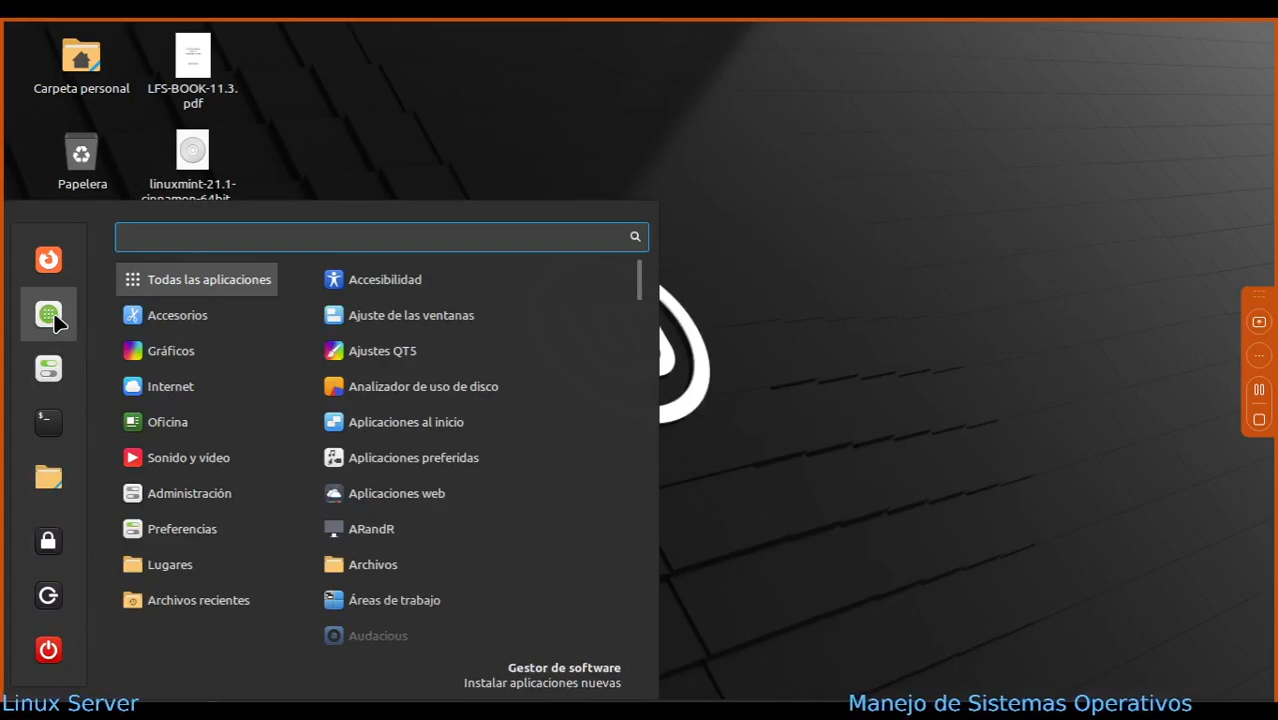 Carpeta personal
LFS-BOOK-11.3.
pdf
Papelera
linuxmint-21.1-
cinnamon-64bit
Todas las aplicaciones
Accesorios
Gráficos
Internet
Oficina
Sonido y vídeo
Administración
Preferencias
Lugares
Archivos recientes
Accesibilidad
Ajuste de las ventanas
Ajustes QT5
Analizador de uso de disco
Aplicaciones al inicio
Aplicaciones preferidas
Aplicaciones web
ARandR
Archivos
Áreas de trabajo
Audacious
Gestor de software
Instalar aplicaciones nuevas
Linux Server
Manejo de Sistemas Operativos